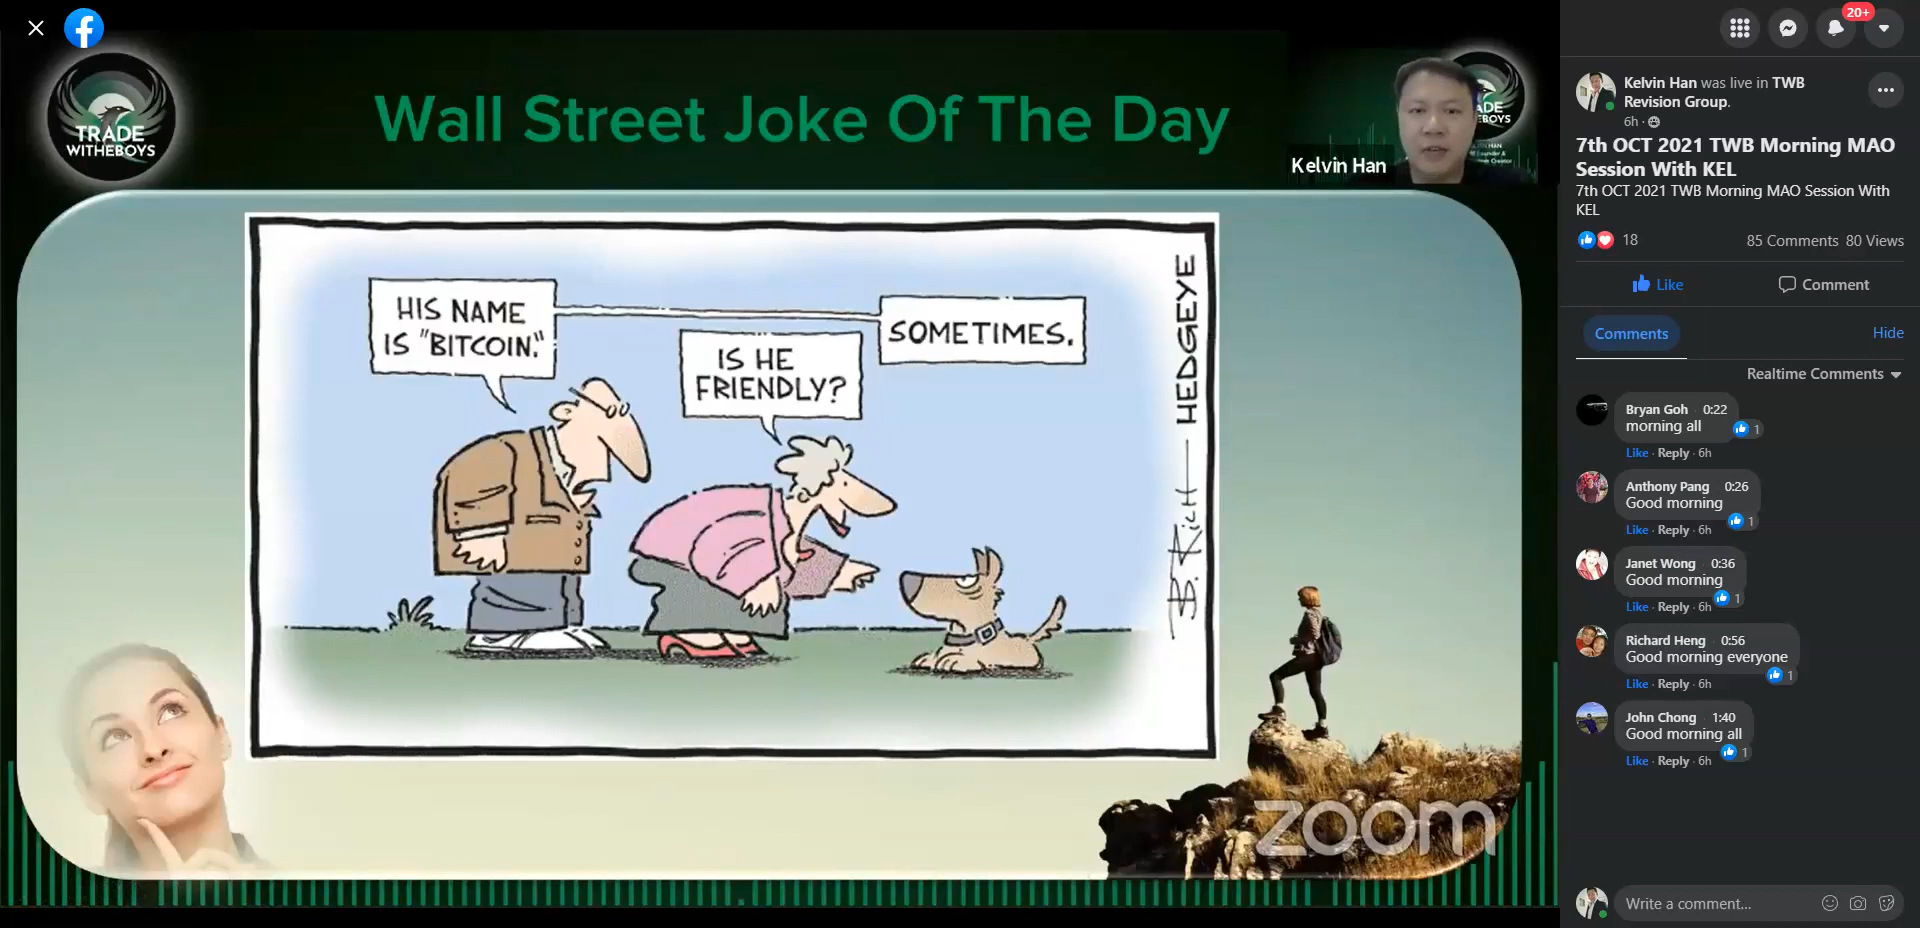 20+
TRADE
WITHEBOYS
Wall Street Joke Of The Day
Kelvin Han
HIS NAME
IS "BITCOIN."
IS HE
FRIENDLY?
SOMETIMES.
HEDGEYE
B. Rich
zoom
Kelvin Han was live in TWB
Revision Group.
6h ·
7th OCT 2021 TWB Morning MAO
Session With KEL
7th OCT 2021 TWB Morning MAO Session With
KEL
18
85 Comments 80 Views
Like
Comment
Comments
Hide
Realtime Comments
Bryan Goh · 0:22
morning all
1
Like · Reply · 6h
Anthony Pang 0:26
Good morning
1
Like · Reply · 6h
Janet Wong · 0:36
Good morning
1
Like · Reply · 6h
Richard Heng · 0:56
Good morning everyone
1
Like · Reply · 6h
John Chong · 1:40
Good morning all
1
Like · Reply · 6h
Write a comment...